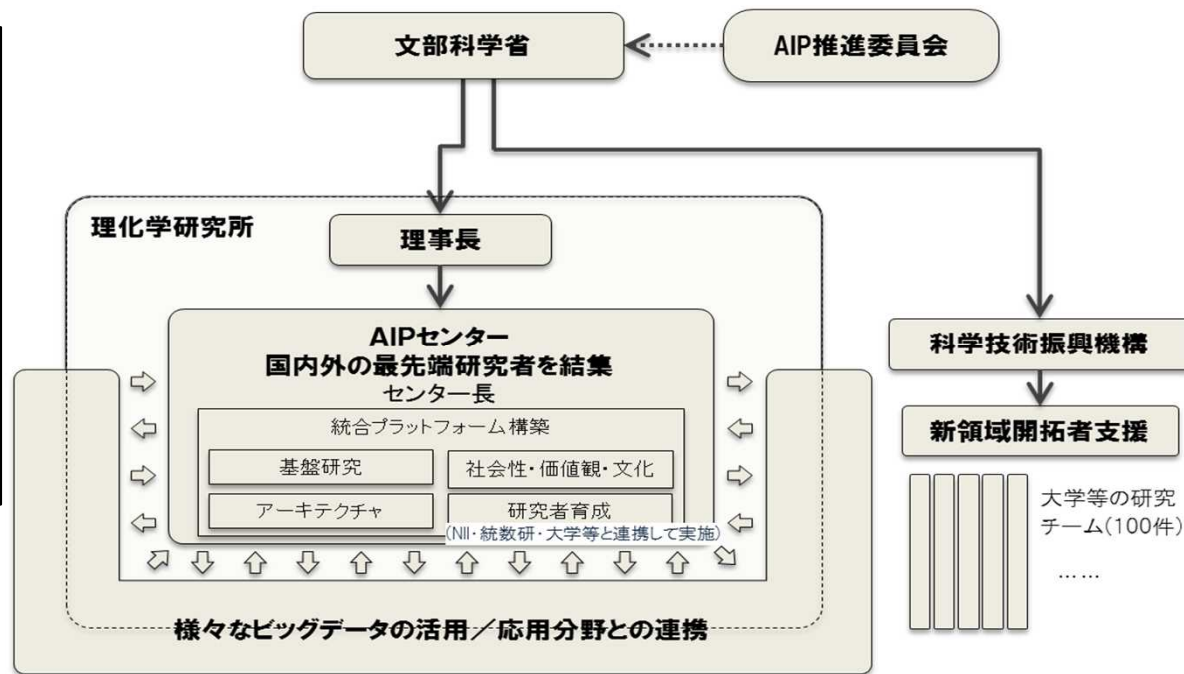 文部科学省
AIP推進委員会
理化学研究所
理事長
AIPセンター
国内外の最先端研究者を結集
センター長
統合プラットフォーム構築
基盤研究
社会性・価値観・文化
アーキテクチャ
研究者育成
(NII・統数研・大学等と連携して実施)
様々なビッグデータの活用／応用分野との連携
科学技術振興機構
新領域開拓者支援
大学等の研究
チーム(100件)
……